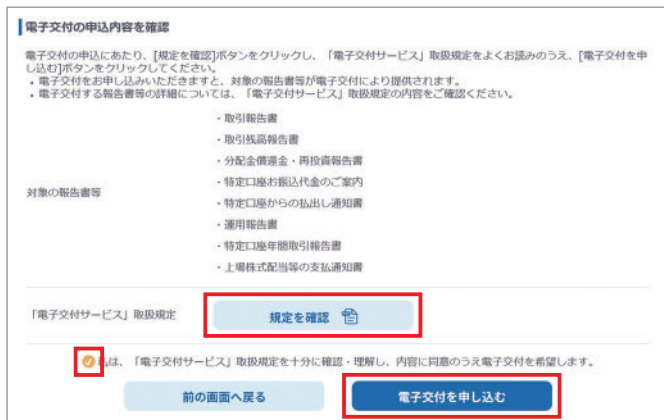 電子交付の申込内容を確認
電子交付の申込にあたり、[規定を確認]ボタンをクリックし、「電子交付サービス」取扱規定をよくお読みのうえ、[電子交付を申
し込む]ボタンをクリックしてください。
・電子交付をお申し込みいただきますと、対象の報告書等が電子交付により提供されます。
・電子交付する報告書等の詳細については、「電子交付サービス」取扱規定の内容をご確認ください。
・取引報告書
・取引残高報告書
・分配金償還金・再投資報告書
・特定口座お振込代金のご案内
対象の報告書等
・特定口座からの払出し通知書
・運用報告書
・特定口座年間取引報告書
・上場株式配当等の支払通知書
「電子交付サービス」取扱規定
規定を確認
私は、「電子交付サービス」取扱規定を十分に確認・理解し、内容に同意のうえ電子交付を希望します。
前の画面へ戻る
電子交付を申し込む